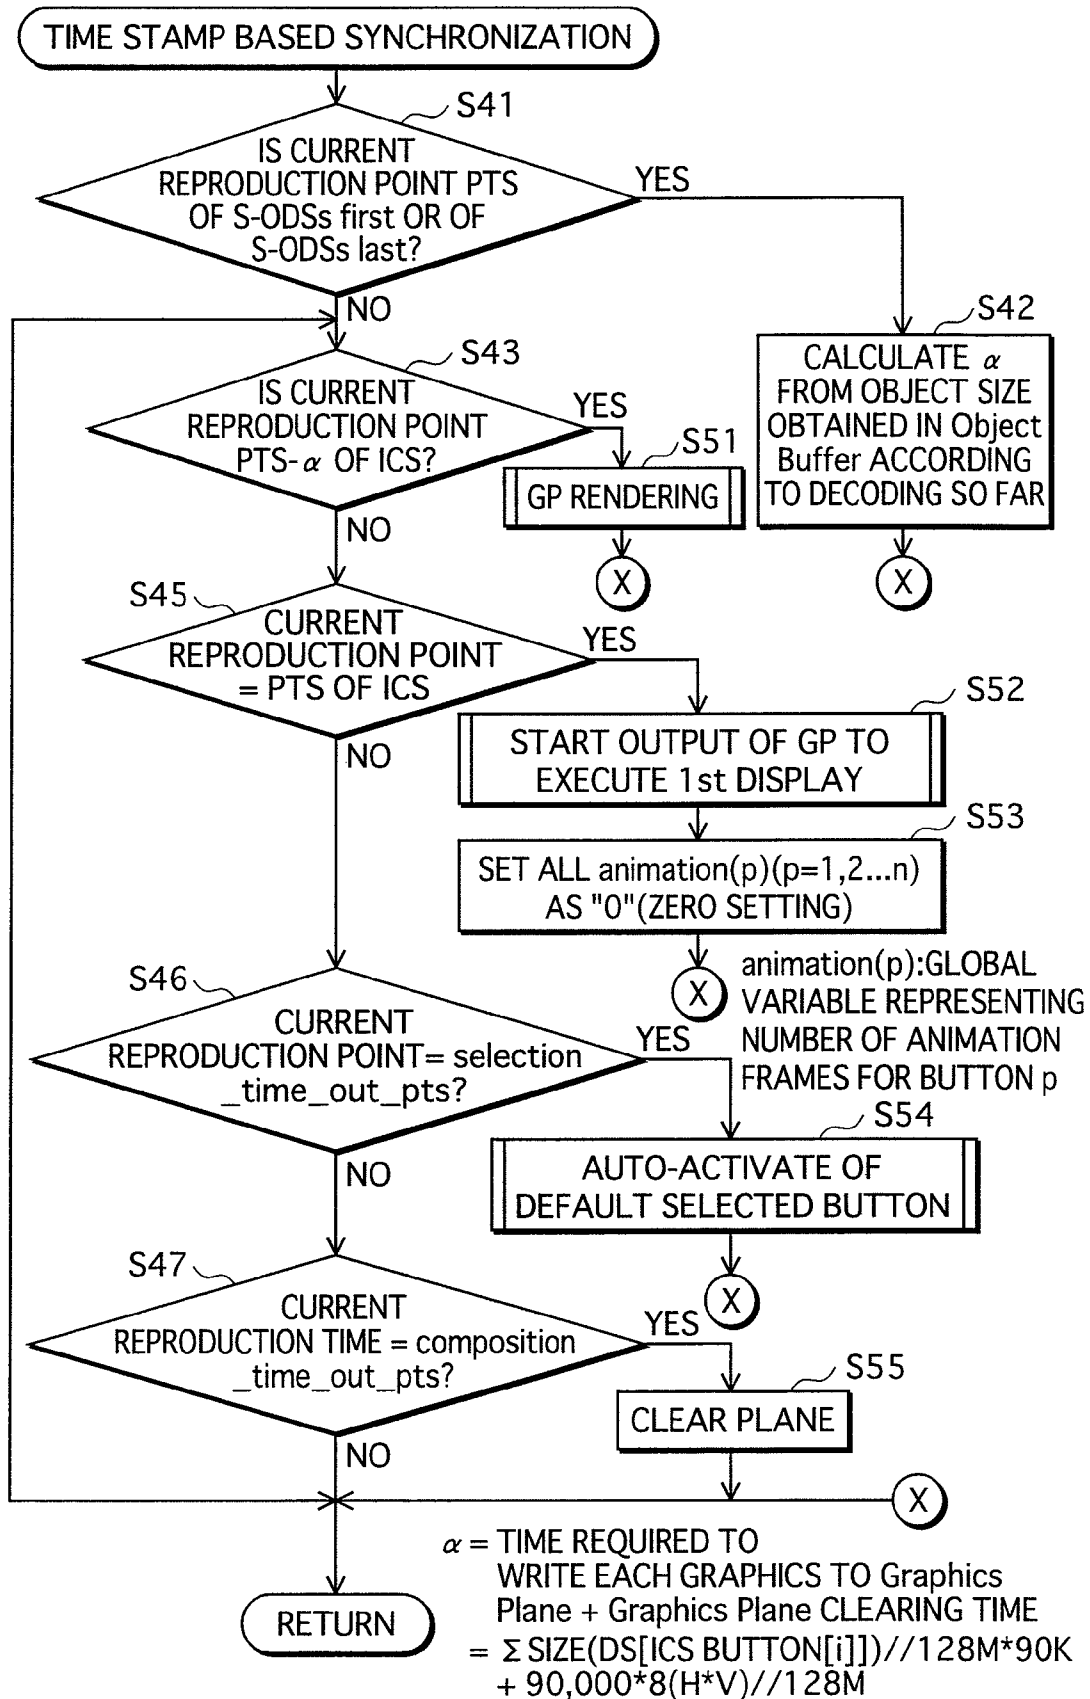 TIME STAMP BASED SYNCHRONIZATION
S41
IS CURRENT
REPRODUCTION POINT PTS
OF S-ODSs first OR OF
S-ODSs last?
YES
NO
S42
CALCULATE α
FROM OBJECT SIZE
OBTAINED IN Object
Buffer ACCORDING
TO DECODING SO FAR
X
S43
IS CURRENT
REPRODUCTION POINT
PTS-α OF ICS?
YES
NO
S51
GP RENDERING
X
S45
CURRENT
REPRODUCTION POINT
= PTS OF ICS
YES
NO
S52
START OUTPUT OF GP TO
EXECUTE 1st DISPLAY
S53
SET ALL animation(p)(p=1,2...n)
AS "0"(ZERO SETTING)
X
animation(p):GLOBAL
VARIABLE REPRESENTING
NUMBER OF ANIMATION
FRAMES FOR BUTTON p
S46
CURRENT
REPRODUCTION POINT= selection
_time_out_pts?
YES
NO
S54
AUTO-ACTIVATE OF
DEFAULT SELECTED BUTTON
X
S47
CURRENT
REPRODUCTION TIME = composition
_time_out_pts?
YES
NO
S55
CLEAR PLANE
X
RETURN
α = TIME REQUIRED TO
WRITE EACH GRAPHICS TO Graphics
Plane + Graphics Plane CLEARING TIME
= Σ SIZE(DS[ICS BUTTON[i]])//128M*90K
+ 90,000*8(H*V)//128M